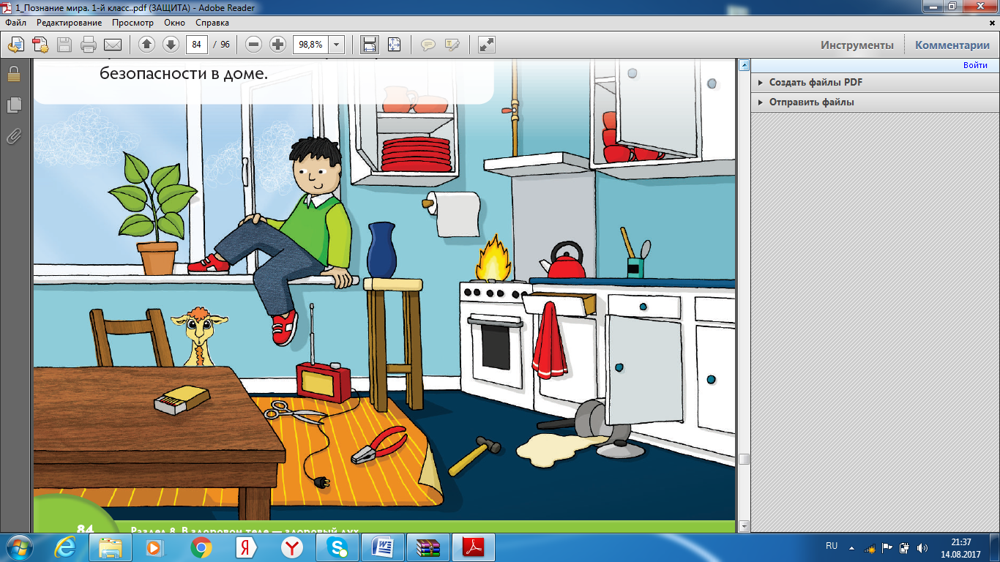 1_Познание мира. 1-й класс..pdf (ЗАЩИТА) - Adobe Reader
Файл Редактирование Просмотр Окно Справка
84 / 96 98,8% Инструменты Комментарии
Войти
Создать файлы PDF
Отправить файлы
безопасности в доме.
84 Раздел 8. В здоровом теле — здоровый дух
RU 21:37
14.08.2017